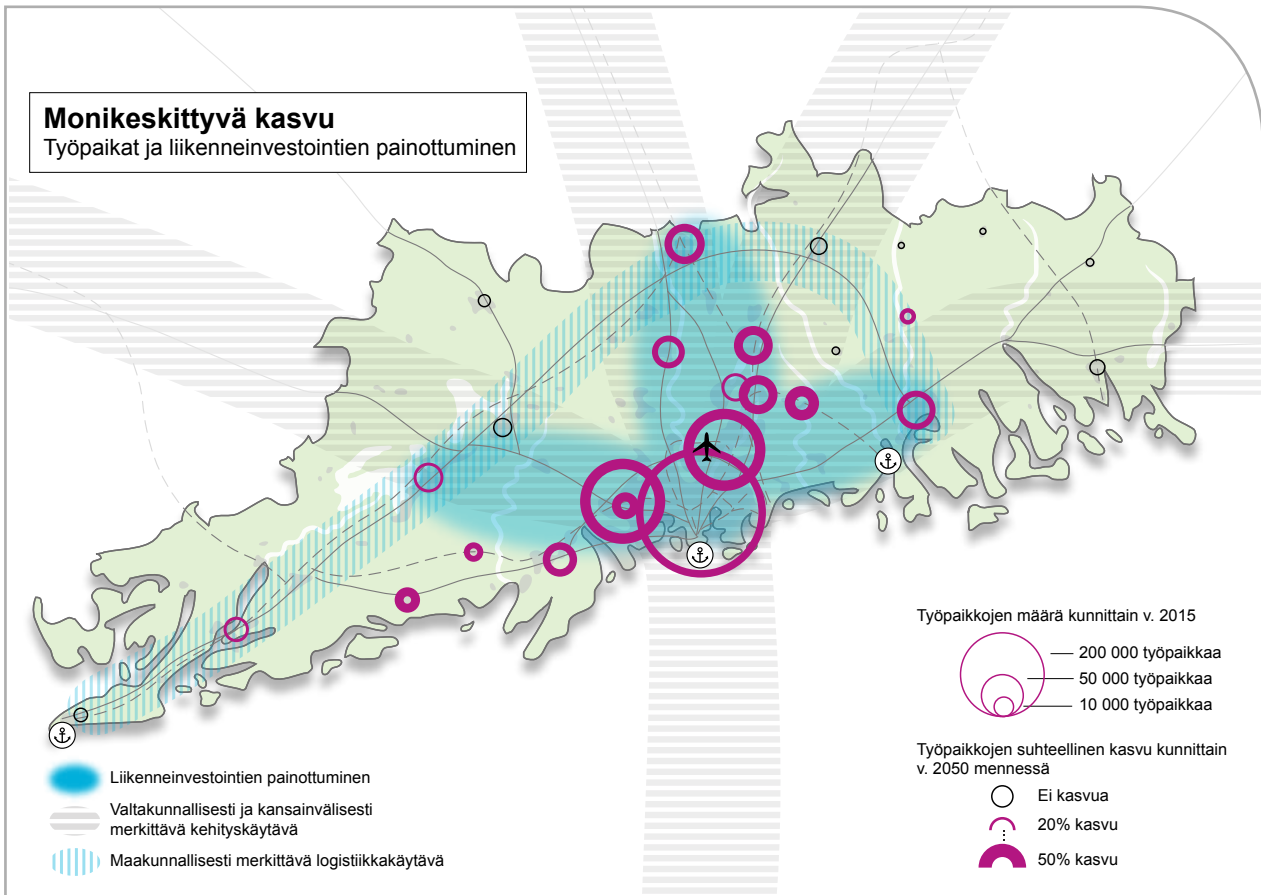 Monikeskittyvä kasvu
Työpaikat ja liikenneinvestointien painottuminen
Työpaikkojen määrä kunnittain v. 2015
200 000 työpaikkaa
50 000 työpaikkaa
10 000 työpaikkaa
Työpaikkojen suhteellinen kasvu kunnittain
v. 2050 mennessä
Ei kasvua
20% kasvu
50% kasvu
Liikenneinvestointien painottuminen
Valtakunnallisesti ja kansainvälisesti
merkittävä kehityskäytävä
Maakunnallisesti merkittävä logistiikkakäytävä